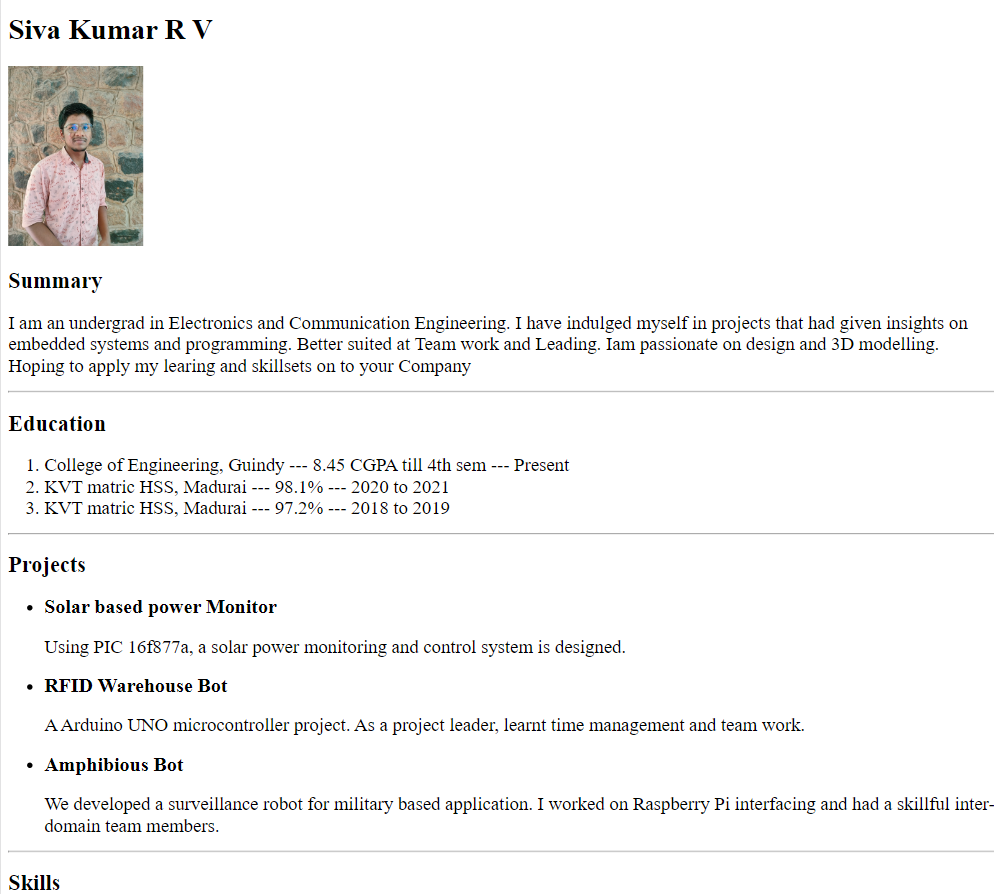 Siva Kumar R V
Summary
I am an undergrad in Electronics and Communication Engineering. I have indulged myself in projects that had given insights on
embedded systems and programming. Better suited at Team work and Leading. Iam passionate on design and 3D modelling.
Hoping to apply my learing and skillsets on to your Company
Education
1. College of Engineering, Guindy --- 8.45 CGPA till 4th sem --- Present
2. KVT matric HSS, Madurai --- 98.1% --- 2020 to 2021
3. KVT matric HSS, Madurai --- 97.2% --- 2018 to 2019
Projects
• Solar based power Monitor
Using PIC 16f877a, a solar power monitoring and control system is designed.
• RFID Warehouse Bot
A Arduino UNO microcontroller project. As a project leader, learnt time management and team work.
• Amphibious Bot
We developed a surveillance robot for military based application. I worked on Raspberry Pi interfacing and had a skillful inter-
domain team members.
Skills